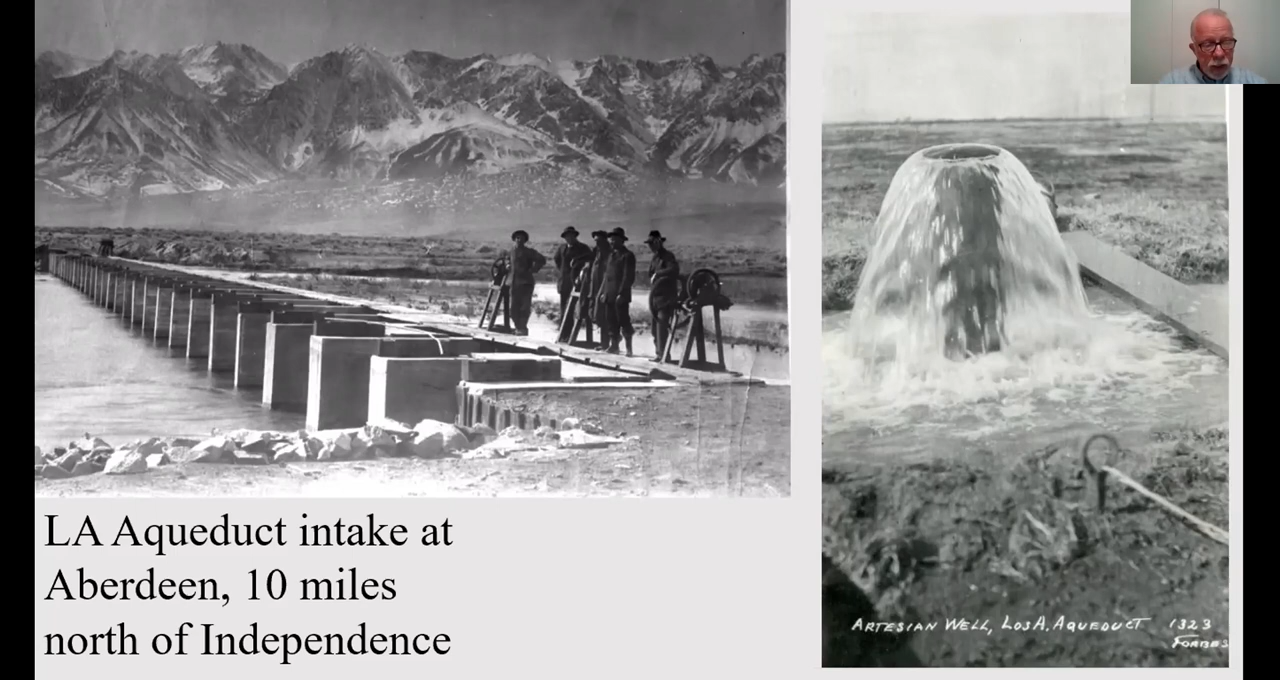 LA Aqueduct intake at
Aberdeen, 10 miles
north of Independence
ARTESIAN WELL, LOS A. AQUEDUCT 1323
FORBES